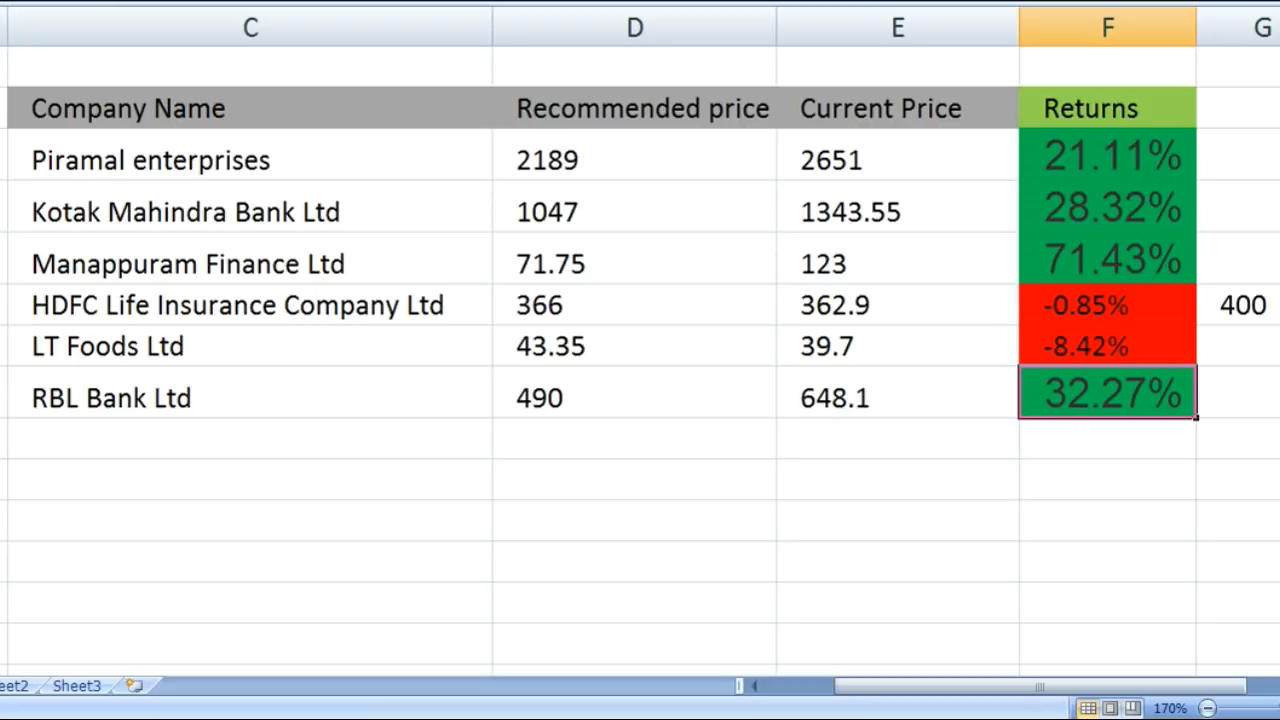 C D E F G
Company Name Recommended price Current Price Returns
Piramal enterprises 2189 2651 21.11%
Kotak Mahindra Bank Ltd 1047 1343.55 28.32%
Manappuram Finance Ltd 71.75 123 71.43%
HDFC Life Insurance Company Ltd 366 362.9 -0.85% 400
LT Foods Ltd 43.35 39.7 -8.42%
RBL Bank Ltd 490 648.1 32.27%
eet2 Sheet3
170%